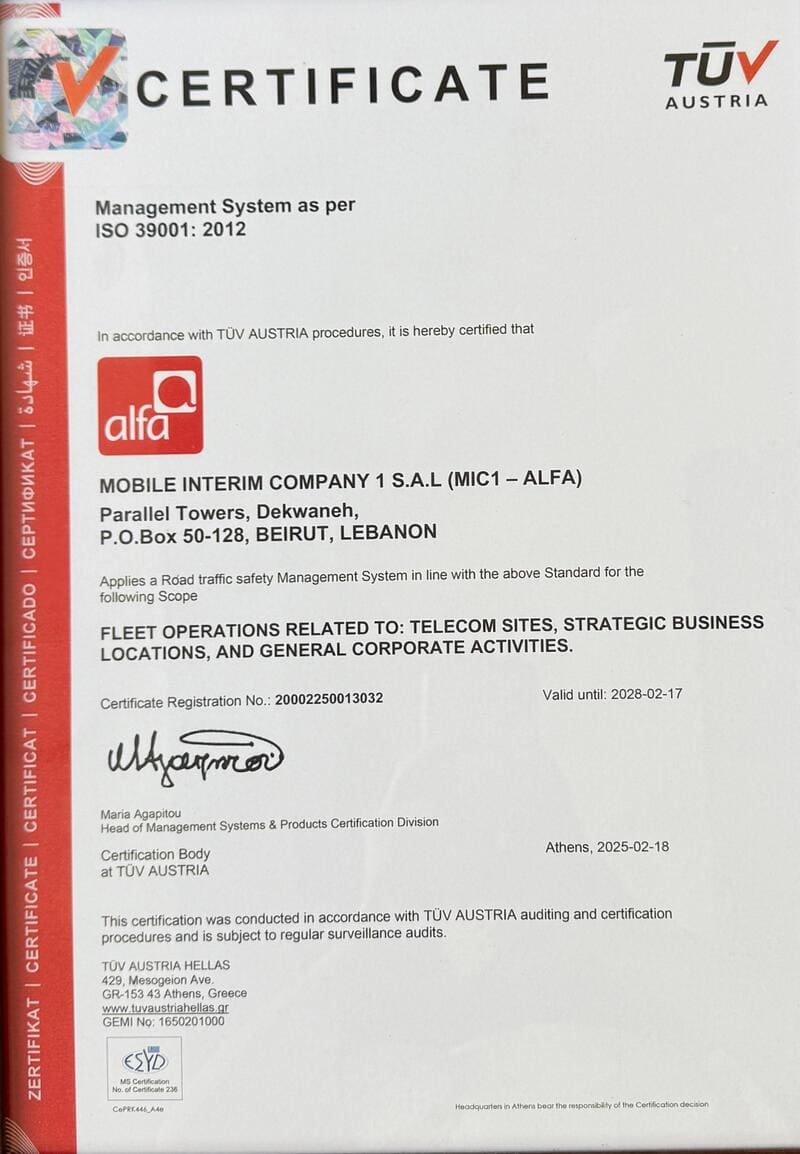 CERTIFICATE
TÜV
AUSTRIA
Management System as per
ISO 39001: 2012
In accordance with TÜV AUSTRIA procedures, it is hereby certified that
alfa
MOBILE INTERIM COMPANY 1 S.A.L (MIC1 – ALFA)
Parallel Towers, Dekwaneh,
P.O.Box 50-128, BEIRUT, LEBANON
Applies a Road traffic safety Management System in line with the above Standard for the
following Scope
FLEET OPERATIONS RELATED TO: TELECOM SITES, STRATEGIC BUSINESS
LOCATIONS, AND GENERAL CORPORATE ACTIVITIES.
Certificate Registration No.: 20002250013032
Valid until: 2028-02-17
Maria Agapitou
Head of Management Systems & Products Certification Division
Certification Body
at TÜV AUSTRIA
Athens, 2025-02-18
This certification was conducted in accordance with TÜV AUSTRIA auditing and certification
procedures and is subject to regular surveillance audits.
TÜV AUSTRIA HELLAS
429, Mesogeion Ave.
GR-153 43 Athens, Greece
www.tuvaustriahellas.gr
GEMI No: 1650201000
ESYD
MS Certification
No. of Certificate 236
CePRT.446_A4e
Headquarters in Athens bear the responsibility of the Certification decision
ZERTIFIKAT | CERTIFICATE | CERTIFICAT | CERTIFICADO | СЕРТИФИКАТ | شهادة | 证书 | 인증서